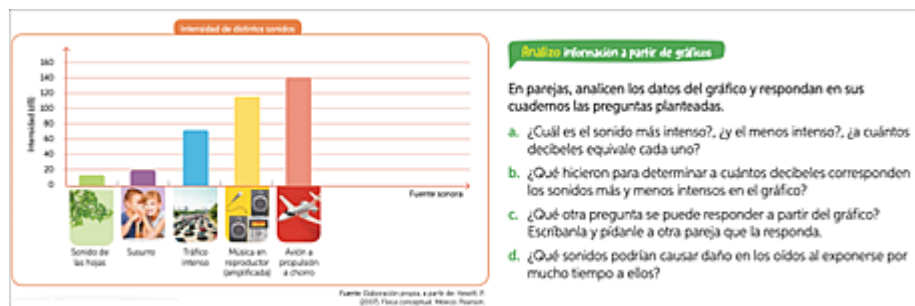 Intensidad de distintos sonidos
Intensidad (dB)
160
140
120
100
80
60
40
20
0
Fuente sonora
Sonido de
las hojas
Susurro
Tráfico
intenso
Música en
reproductor
(amplificada)
Avión a
propulsión
a chorro
Fuente: Elaboración propia, a partir de: Hewitt, P.
(2007). Física conceptual. México: Pearson.
Analizo información a partir de gráficos
En parejas, analicen los datos del gráfico y respondan en sus
cuadernos las preguntas planteadas.
a. ¿Cuál es el sonido más intenso?, ¿y el menos intenso?, ¿a cuántos
decibeles equivale cada uno?
b. ¿Qué hicieron para determinar a cuántos decibeles corresponden
los sonidos más y menos intensos en el gráfico?
c. ¿Qué otra pregunta se puede responder a partir del gráfico?
Escríbanla y pídanle a otra pareja que la responda.
d. ¿Qué sonidos podrían causar daño en los oídos al exponerse por
mucho tiempo a ellos?